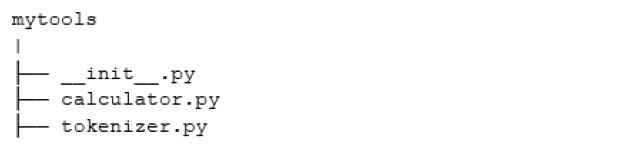 mytools
|
├── __init__.py
├── calculator.py
├── tokenizer.py